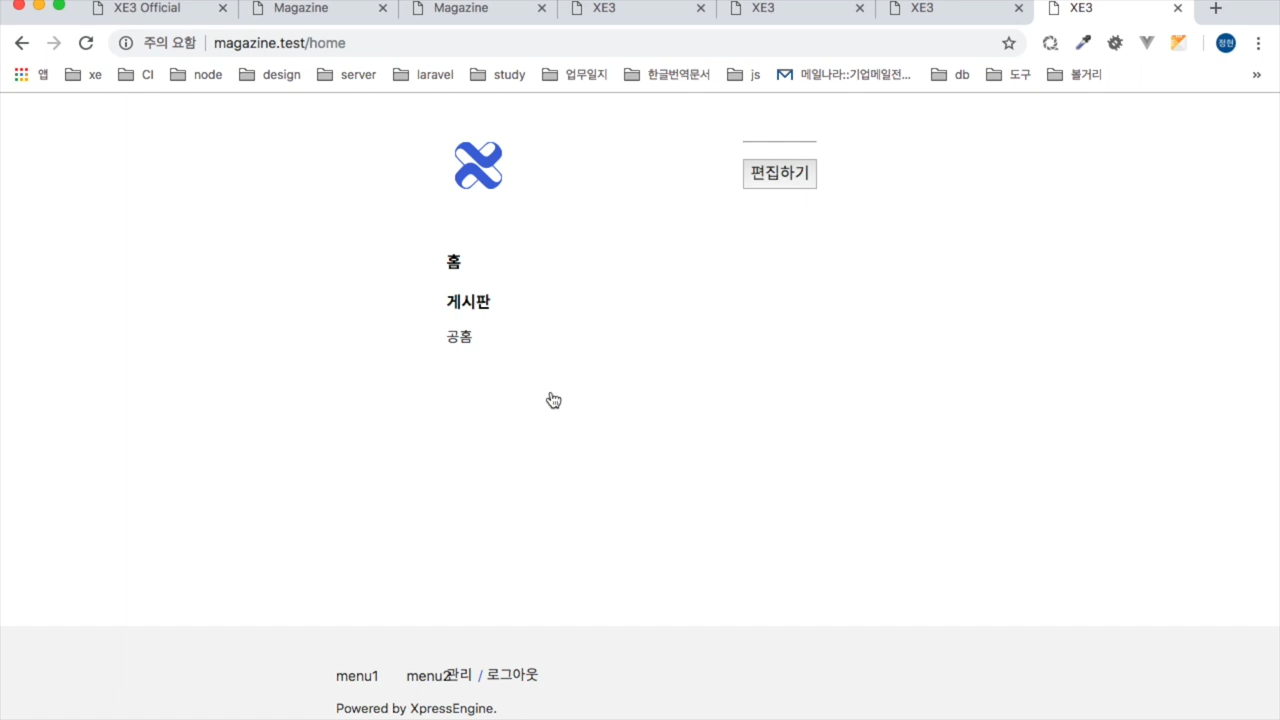 XE3 Official
Magazine
Magazine
XE3
XE3
XE3
XE3
주의 요함 magazine.test/home
정현
앱 xe CI node design server laravel study 업무일지 한글번역문서 js 메일나라::기업메일전... db 도구 볼거리 »
편집하기
홈
게시판
공홈
menu1 menu2 관리 / 로그아웃
Powered by XpressEngine.